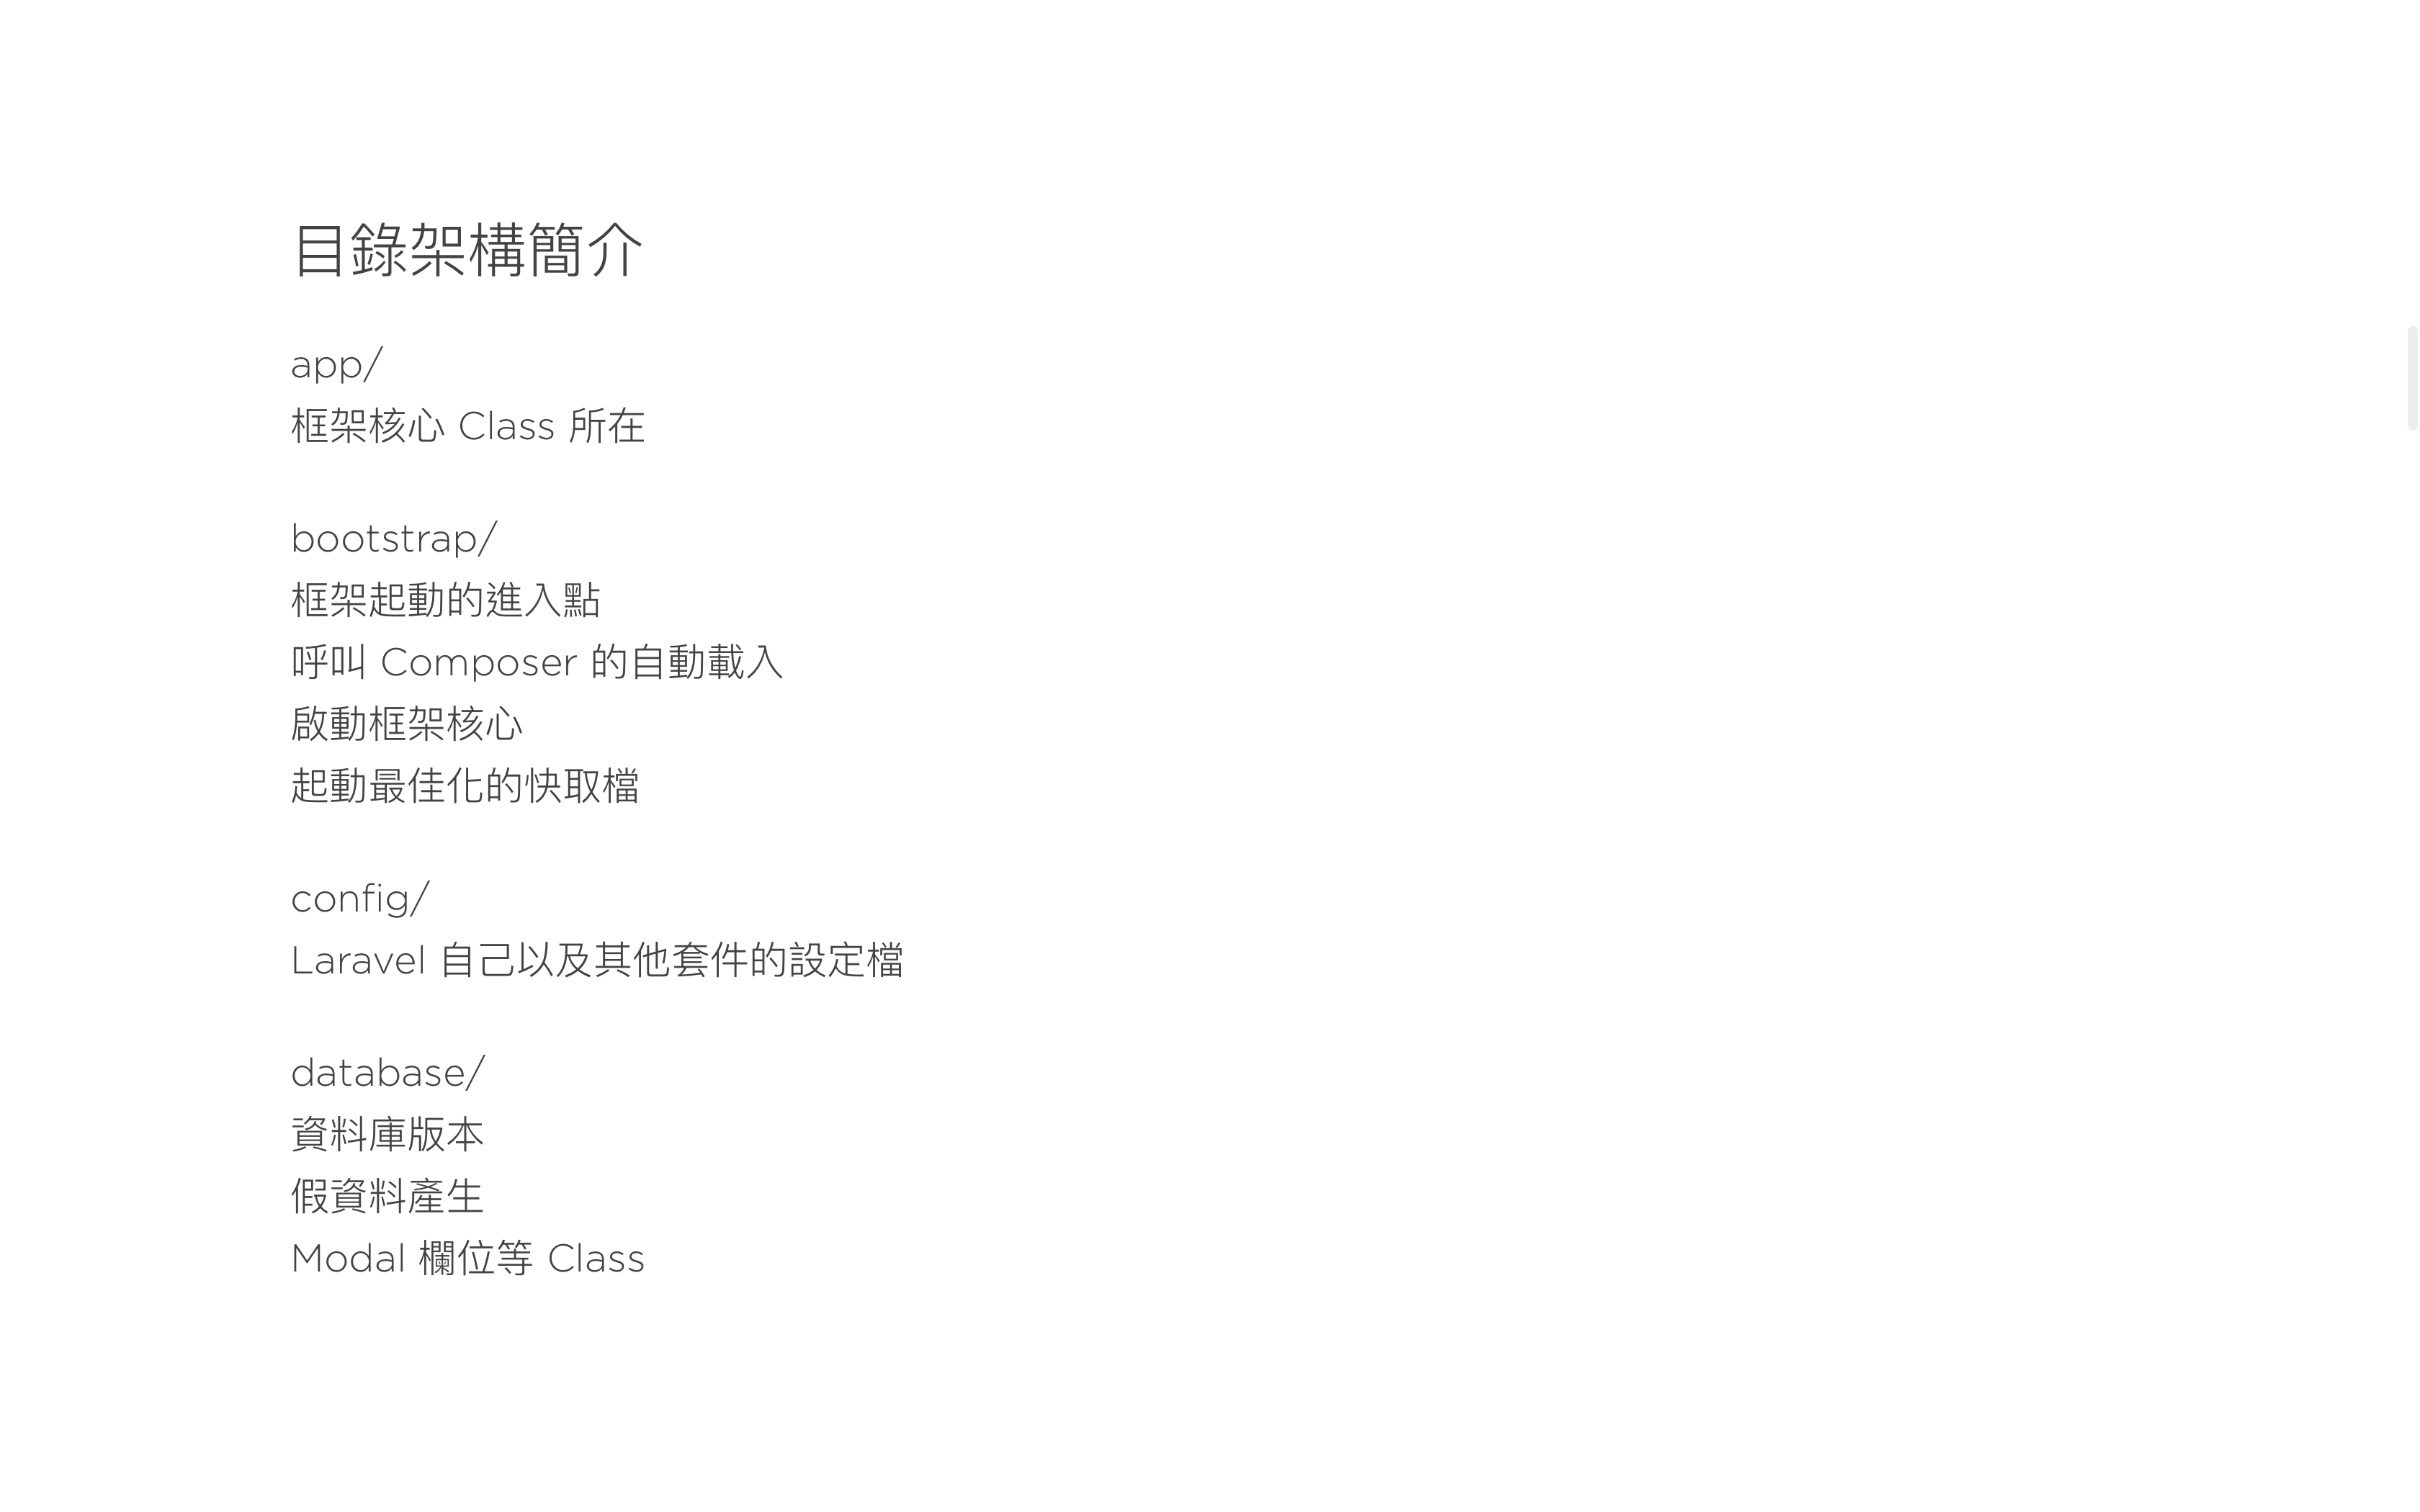 目錄架構簡介
app/
框架核心 Class 所在
bootstrap/
框架起動的進入點
呼叫 Composer 的自動載入
啟動框架核心
起動最佳化的快取檔
config/
Laravel 自己以及其他套件的設定檔
database/
資料庫版本
假資料產生
Modal 欄位等 Class